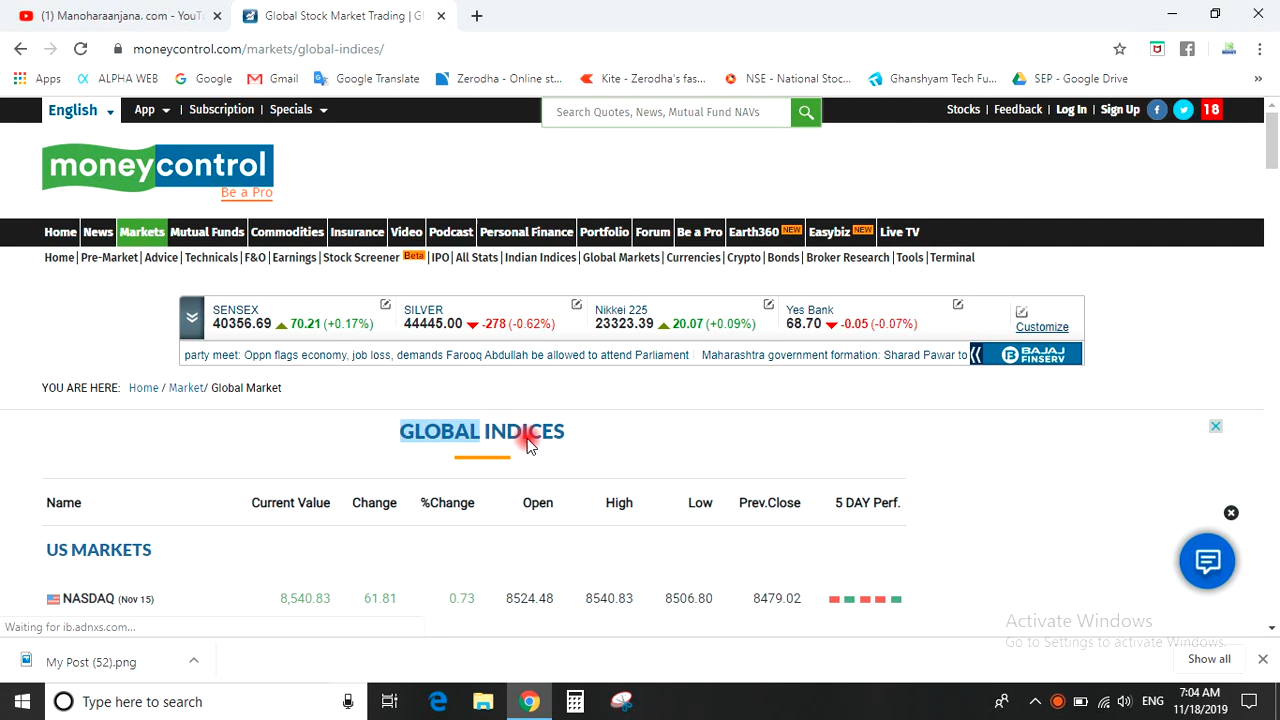 (1) Manoharaanjana. com - YouT
Global Stock Market Trading | Gl
moneycontrol.com/markets/global-indices/
Apps ALPHA WEB Google Gmail Google Translate Zerodha - Online st... Kite - Zerodha's fas... NSE - National Stoc... Ghanshyam Tech Fu... SEP - Google Drive »
English App | Subscription | Specials
Search Quotes, News, Mutual Fund NAVs
Stocks | Feedback | Log In | Sign Up f 18
moneycontrol
Be a Pro
Home News Markets Mutual Funds Commodities Insurance Video Podcast Personal Finance Portfolio Forum Be a Pro Earth360 NEW Easybiz NEW Live TV
Home | Pre-Market | Advice | Technicals | F&O | Earnings | Stock Screener Beta | IPO | All Stats | Indian Indices | Global Markets | Currencies | Crypto | Bonds | Broker Research | Tools | Terminal
SENSEX
40356.69 70.21 (+0.17%)
SILVER
44445.00 -278 (-0.62%)
Nikkei 225
23323.39 20.07 (+0.09%)
Yes Bank
68.70 -0.05 (-0.07%)
Customize
party meet: Oppn flags economy, job loss, demands Farooq Abdullah be allowed to attend Parliament | Maharashtra government formation: Sharad Pawar to
BAJAJ
FINSERV
YOU ARE HERE: Home / Market/ Global Market
GLOBAL INDICES
Name Current Value Change %Change Open High Low Prev.Close 5 DAY Perf.
US MARKETS
NASDAQ (Nov 15) 8,540.83 61.81 0.73 8524.48 8540.83 8506.80 8479.02
Waiting for ib.adnxs.com...
Activate Windows
Go to Settings to activate Windows.
My Post (52).png
Show all
Type here to search
ENG
7:04 AM
11/18/2019